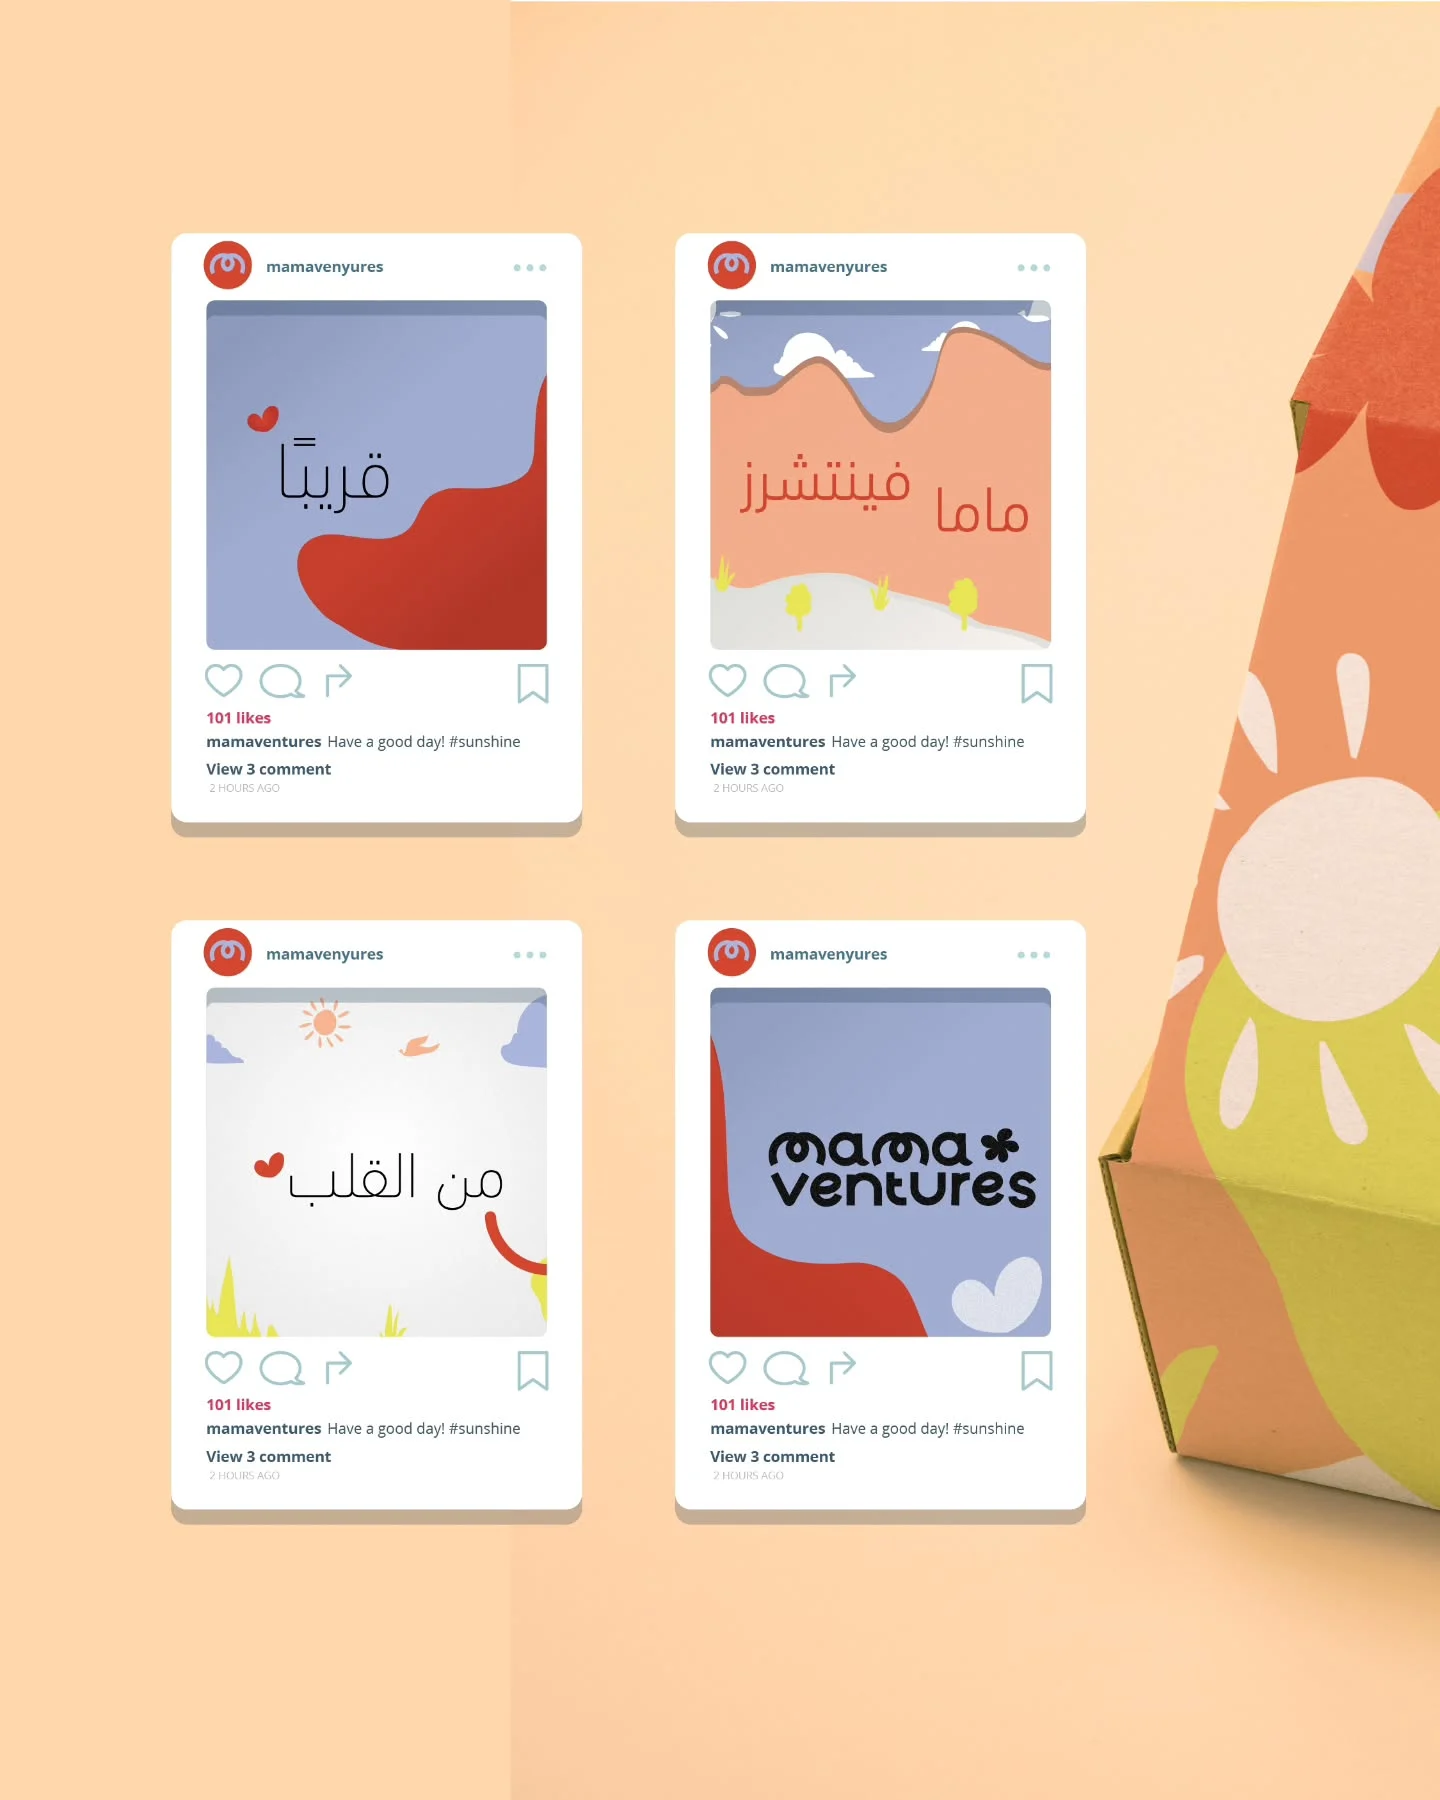 mamavenyures
قريبًا
101 likes
mamaventures Have a good day! #sunshine
View 3 comment
2 HOURS AGO
mamavenyures
ماما فينتشرز
101 likes
mamaventures Have a good day! #sunshine
View 3 comment
2 HOURS AGO
mamavenyures
من القلب
101 likes
mamaventures Have a good day! #sunshine
View 3 comment
2 HOURS AGO
mamavenyures
mama
ventures
101 likes
mamaventures Have a good day! #sunshine
View 3 comment
2 HOURS AGO